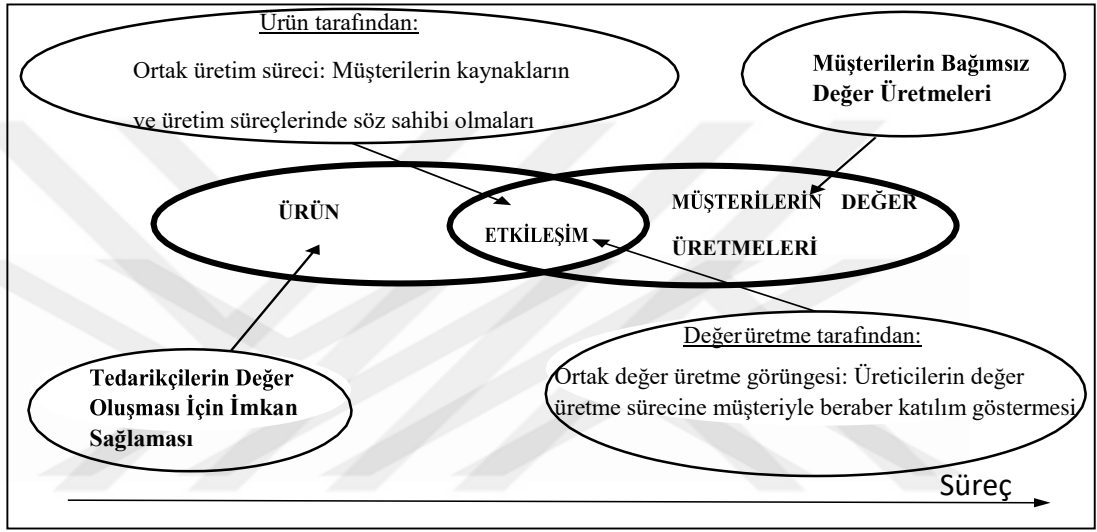 Ürün tarafından:
Ortak üretim süreci: Müşterilerin kaynakların
ve üretim süreçlerinde söz sahibi olmaları
Müşterilerin Bağımsız
Değer Üretmeleri
ÜRÜN
ETKİLEŞİM
MÜŞTERİLERİN DEĞER
ÜRETMELERİ
Tedarikçilerin Değer
Oluşması İçin İmkan
Sağlaması
Değer üretme tarafından:
Ortak değer üretme görüngesi: Üreticilerin değer
üretme sürecine müşteriyle beraber katılım göstermesi
Süreç